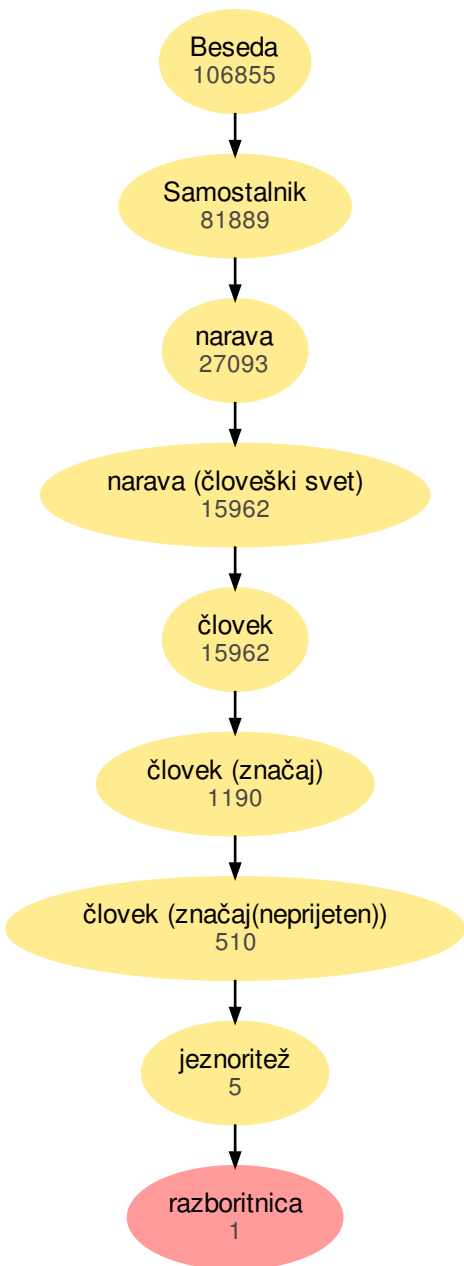 Beseda
106855
Samostalnik
81889
narava
27093
narava (človeški svet)
15962
človek
15962
človek (značaj)
1190
človek (značaj(neprijeten))
510
jeznoritež
5
razboritnica
1